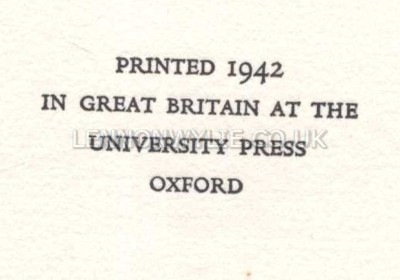 PRINTED 1942
IN GREAT BRITAIN AT THE
LENNONWYLIE.CO.UK
UNIVERSITY PRESS
OXFORD